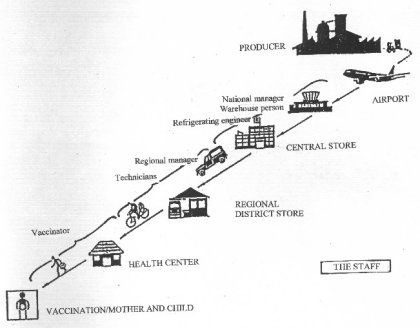 PRODUCER
AIRPORT
National manager
Warehouse person
Refrigerating engineer
CENTRAL STORE
Regional manager
Technicians
REGIONAL
DISTRICT STORE
Vaccinator
HEALTH CENTER
THE STAFF
VACCINATION/MOTHER AND CHILD